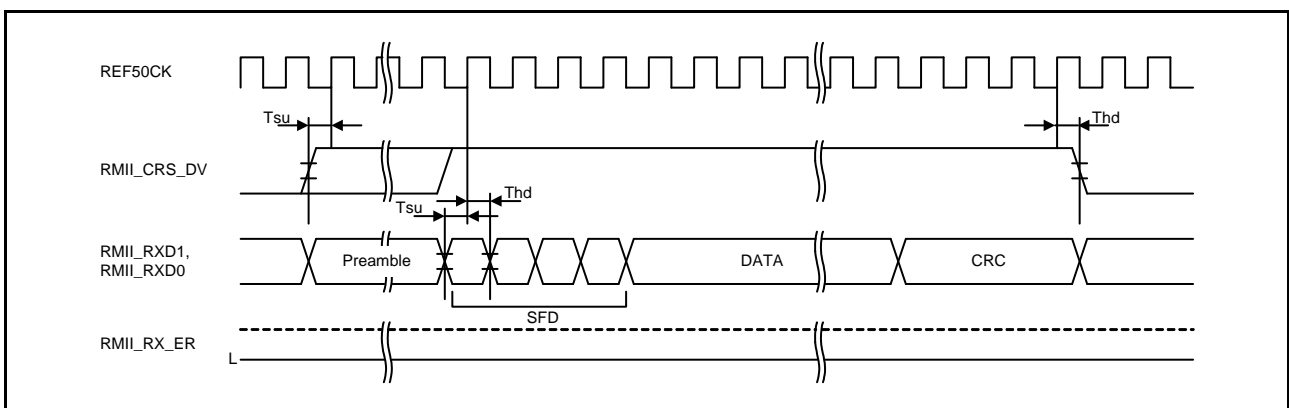 REF50CK
Tsu
Thd
RMII_CRS_DV
Tsu
Thd
RMII_RXD1,
RMII_RXD0
Preamble
DATA
CRC
SFD
RMII_RX_ER
L